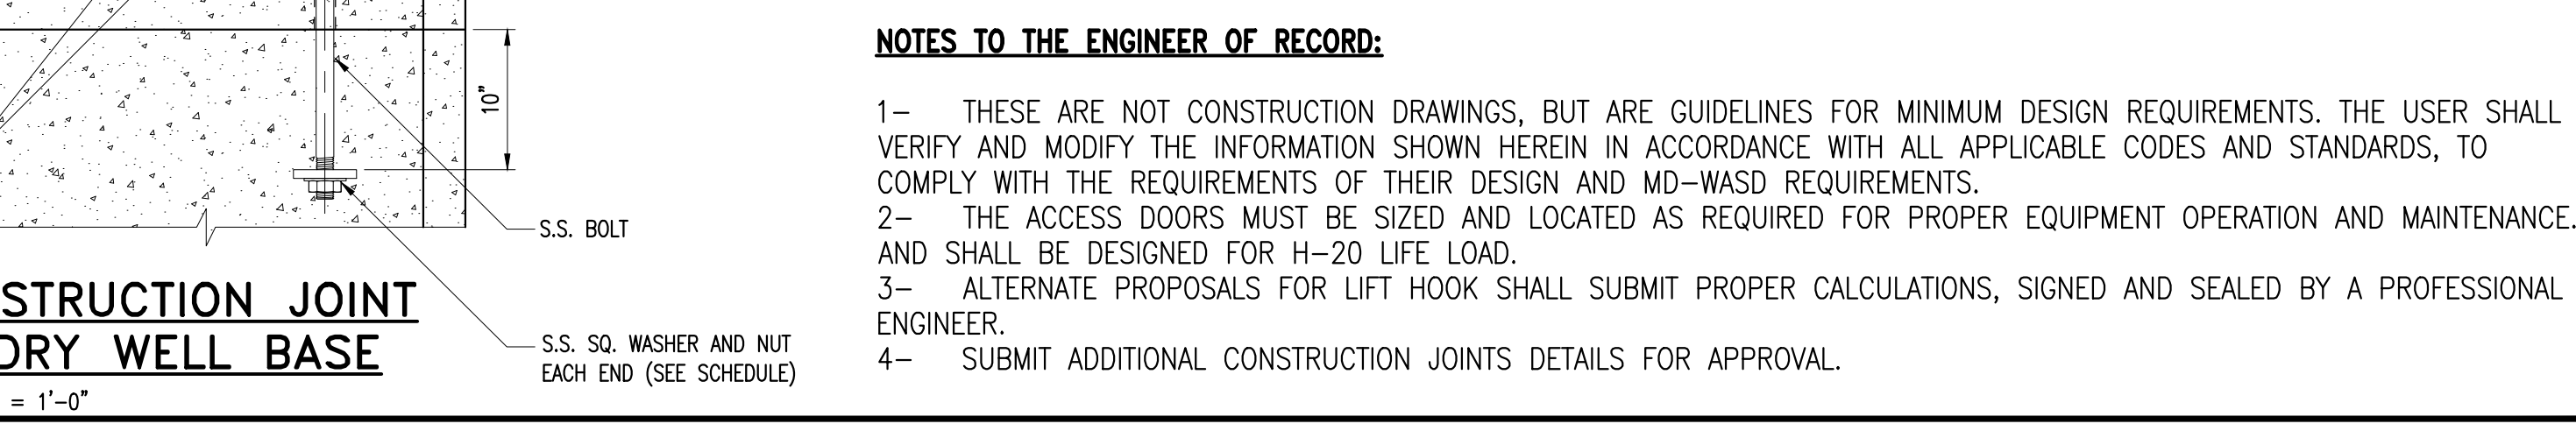 10"
S.S. BOLT
STRUCTION JOINT
DRY WELL BASE
= 1'-0"
S.S. SQ. WASHER AND NUT
EACH END (SEE SCHEDULE)
NOTES TO THE ENGINEER OF RECORD:
1- THESE ARE NOT CONSTRUCTION DRAWINGS, BUT ARE GUIDELINES FOR MINIMUM DESIGN REQUIREMENTS. THE USER SHALL
VERIFY AND MODIFY THE INFORMATION SHOWN HEREIN IN ACCORDANCE WITH ALL APPLICABLE CODES AND STANDARDS, TO
COMPLY WITH THE REQUIREMENTS OF THEIR DESIGN AND MD-WASD REQUIREMENTS.
2- THE ACCESS DOORS MUST BE SIZED AND LOCATED AS REQUIRED FOR PROPER EQUIPMENT OPERATION AND MAINTENANCE.
AND SHALL BE DESIGNED FOR H-20 LIFE LOAD.
3- ALTERNATE PROPOSALS FOR LIFT HOOK SHALL SUBMIT PROPER CALCULATIONS, SIGNED AND SEALED BY A PROFESSIONAL
ENGINEER.
4- SUBMIT ADDITIONAL CONSTRUCTION JOINTS DETAILS FOR APPROVAL.